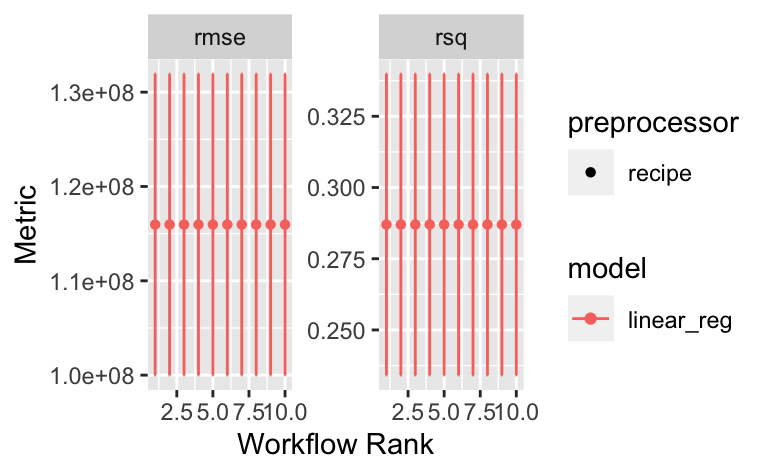 rmse
rsq
1.3e+08
1.2e+08
1.1e+08
1.0e+08
0.325
0.300
0.275
0.250
2.5 5.0 7.5 10.0
2.5 5.0 7.5 10.0
Metric
Workflow Rank
preprocessor
recipe
model
linear_reg